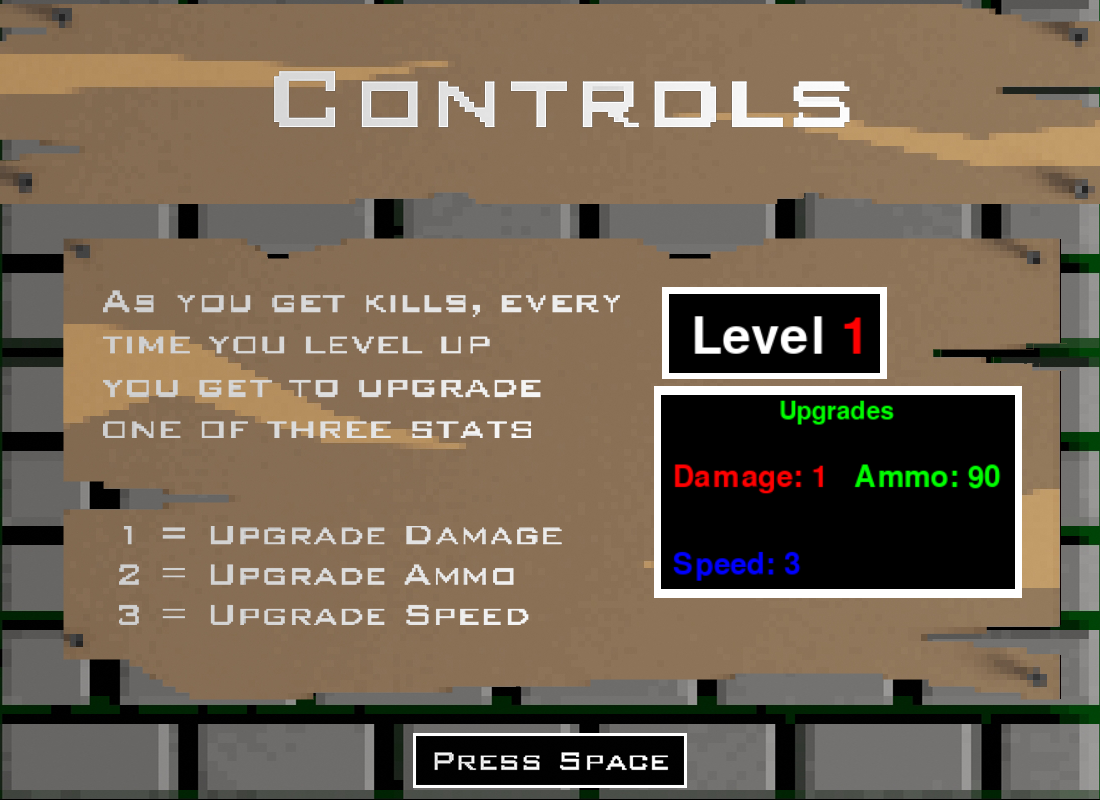 Controls
As you get kills, every
time you level up
you get to upgrade
one of three stats
1 = Upgrade Damage
2 = Upgrade Ammo
3 = Upgrade Speed
Level 1
Upgrades
Damage: 1 Ammo: 90
Speed: 3
Press Space